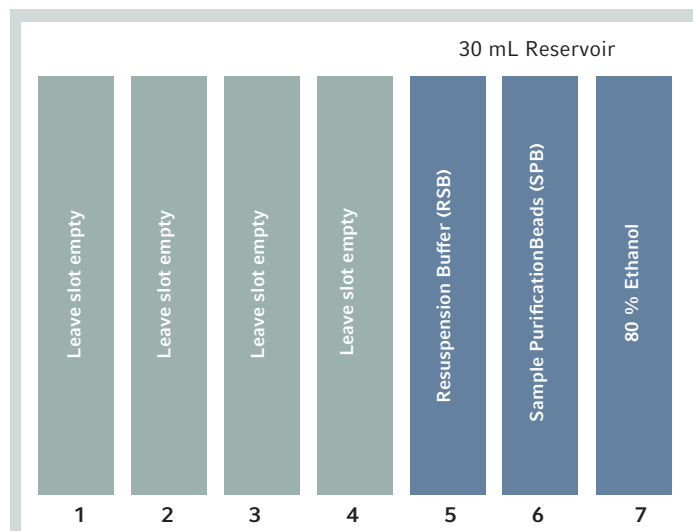 30 mL Reservoir
Leave slot empty
Leave slot empty
Leave slot empty
Leave slot empty
Resuspension Buffer (RSB)
Sample PurificationBeads (SPB)
80 % Ethanol
1 2 3 4 5 6 7